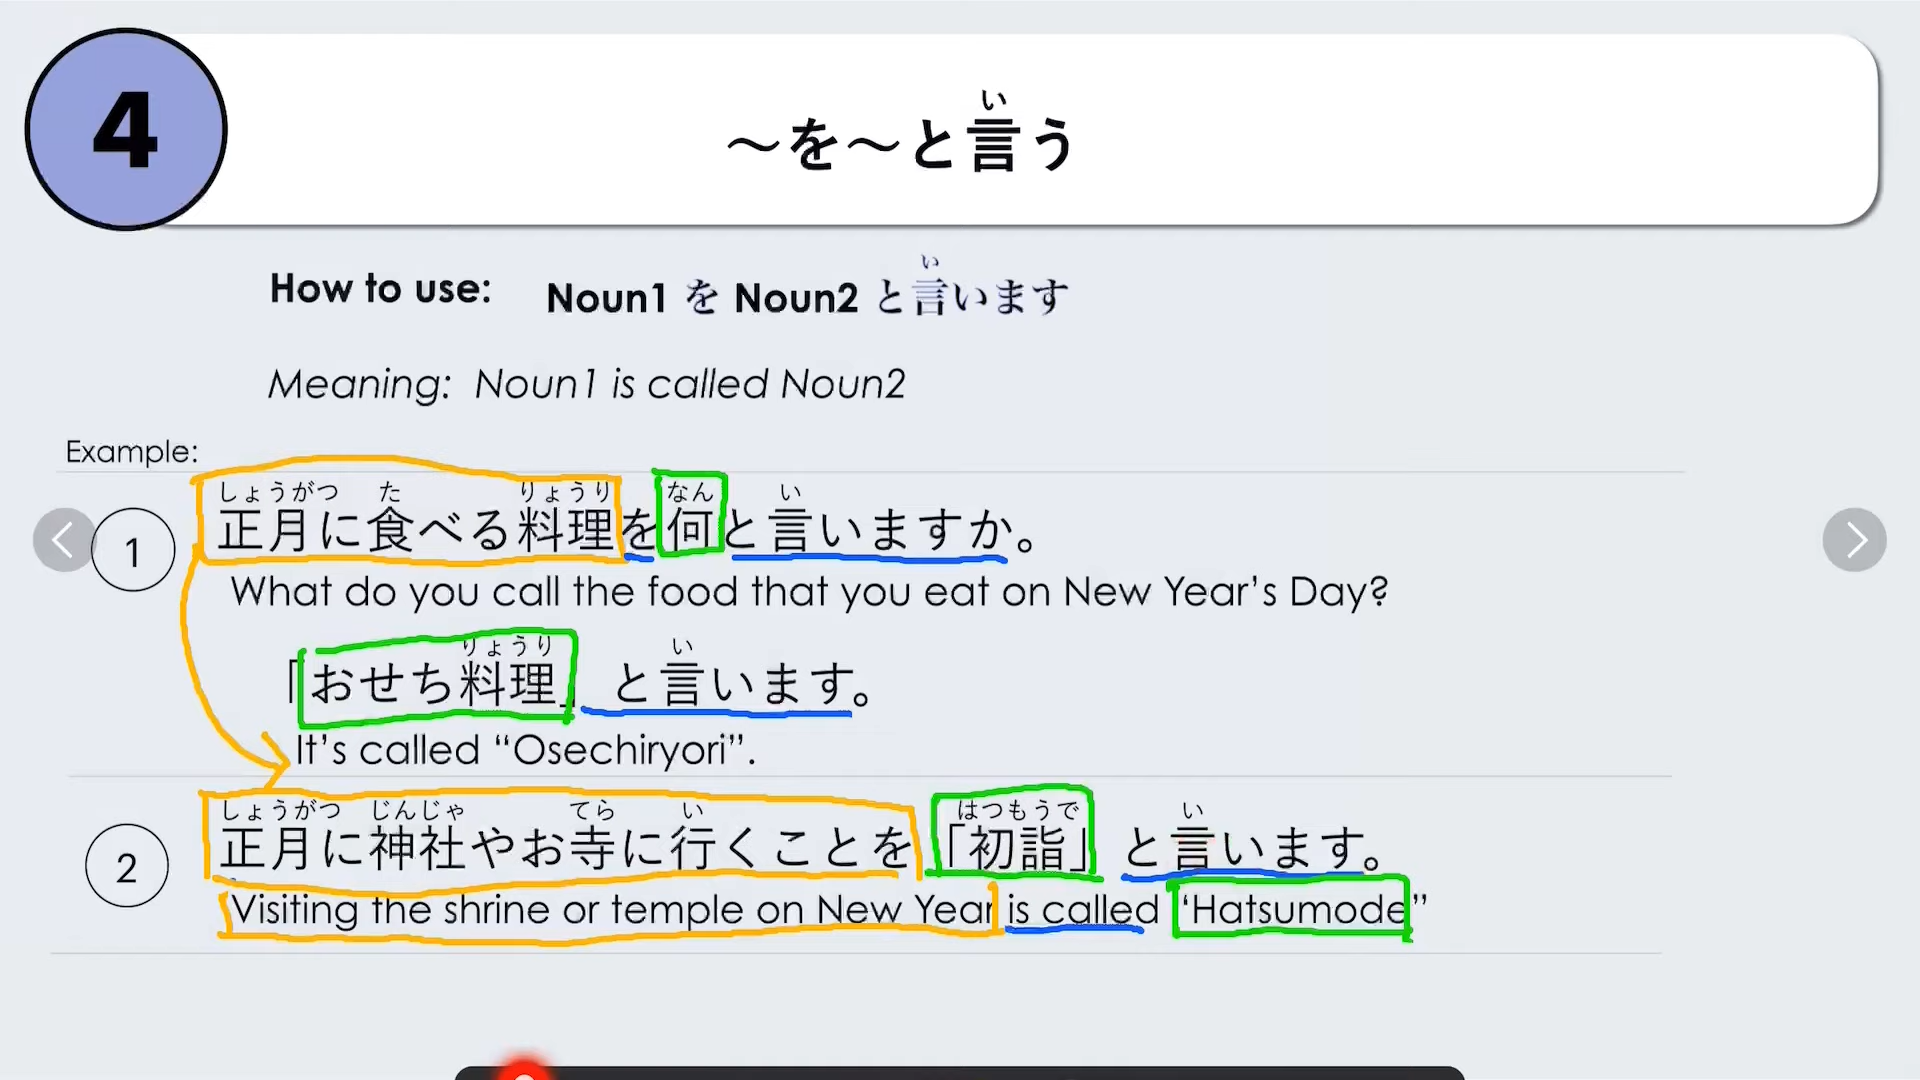 4
い
～を～と言う
い
How to use: Noun1 を Noun2 と言います
Meaning: Noun1 is called Noun2
Example:
しょうがつ た りょうり なん い
1 正月に食べる料理を何と言いますか。
What do you call the food that you eat on New Year's Day?
りょうり い
「おせち料理」 と言います。
It's called “Osechiryori”.
しょうがつ じんじゃ てら い はつもうで い
2 正月に神社やお寺に行くことを 「初詣」 と言います。
Visiting the shrine or temple on New Year is called ‘Hatsumode”